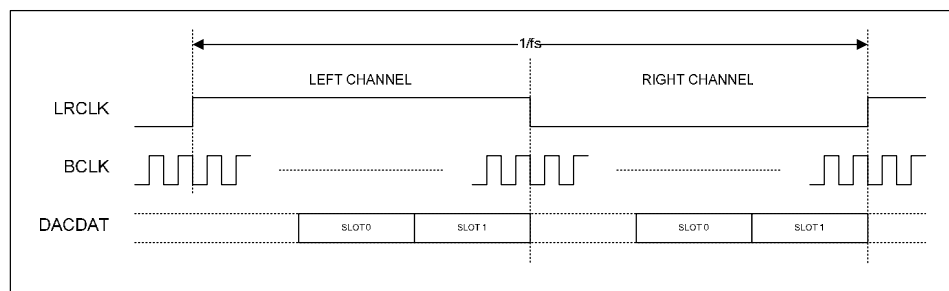 1/fs
LEFT CHANNEL RIGHT CHANNEL
LRCLK
BCLK
DACDAT SLOT 0 SLOT 1 SLOT 0 SLOT 1